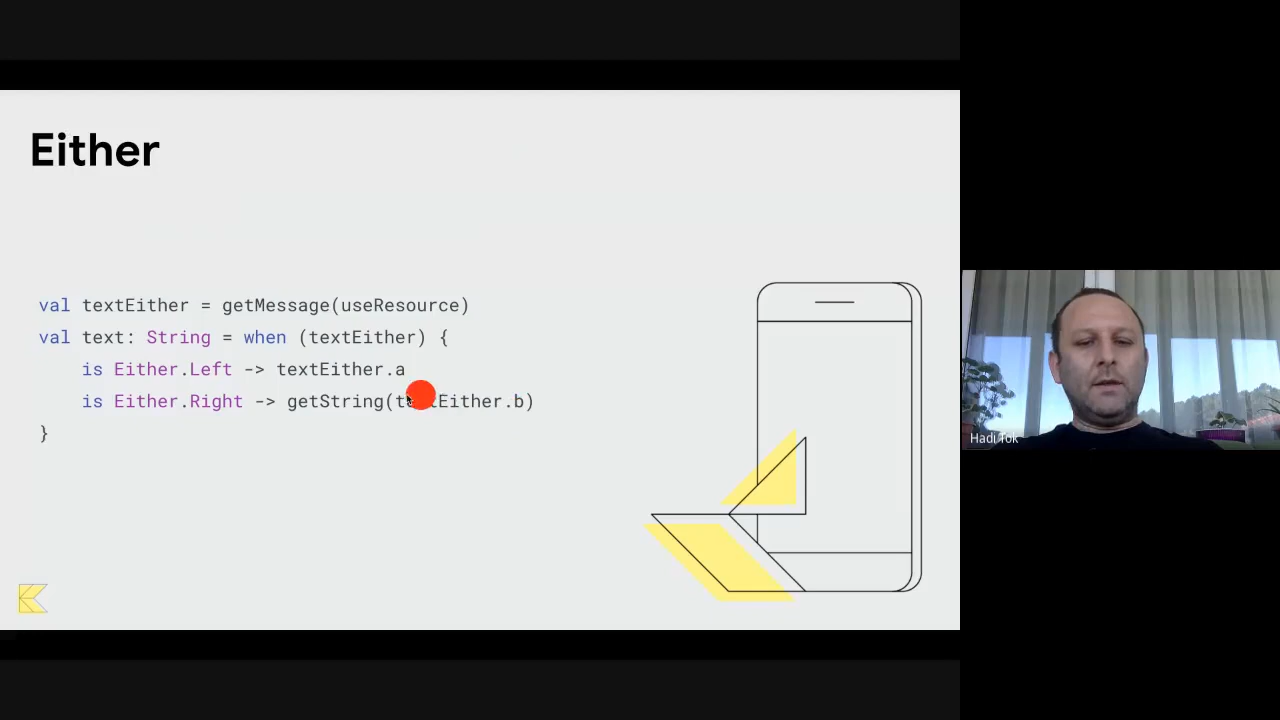 Either
val textEither = getMessage(useResource)
val text: String = when (textEither) {
is Either.Left -> textEither.a
is Either.Right -> getString(textEither.b)
}
Hadi Tok